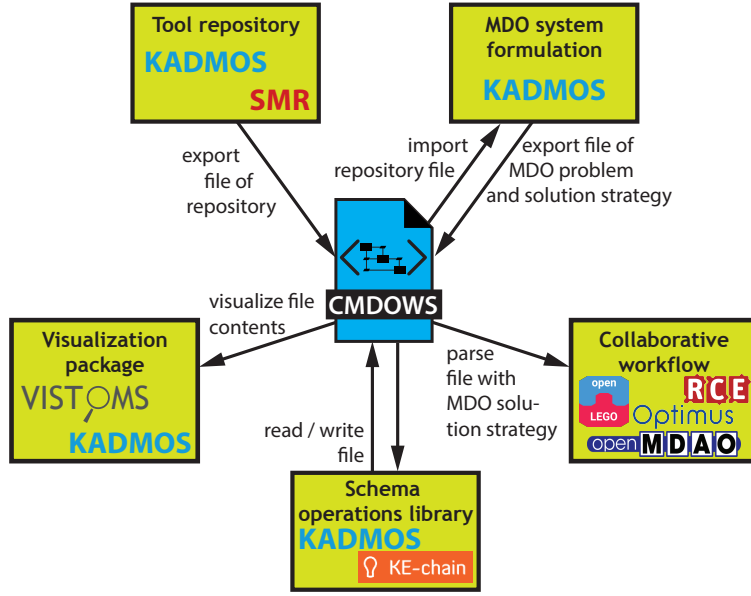 Tool repository
KADMOS
SMR
MDO system
formulation
KADMOS
export
file of
repository
import
repository file
export file of
MDO problem
and solution strategy
CMDOWS
visualize file
contents
Visualization
package
VISTOMS
KADMOS
read / write
file
parse
file with
MDO solu-
tion strategy
Collaborative
workflow
open
LEGO
RCE
Optimus
openMDAO
Schema
operations library
KADMOS
KE-chain